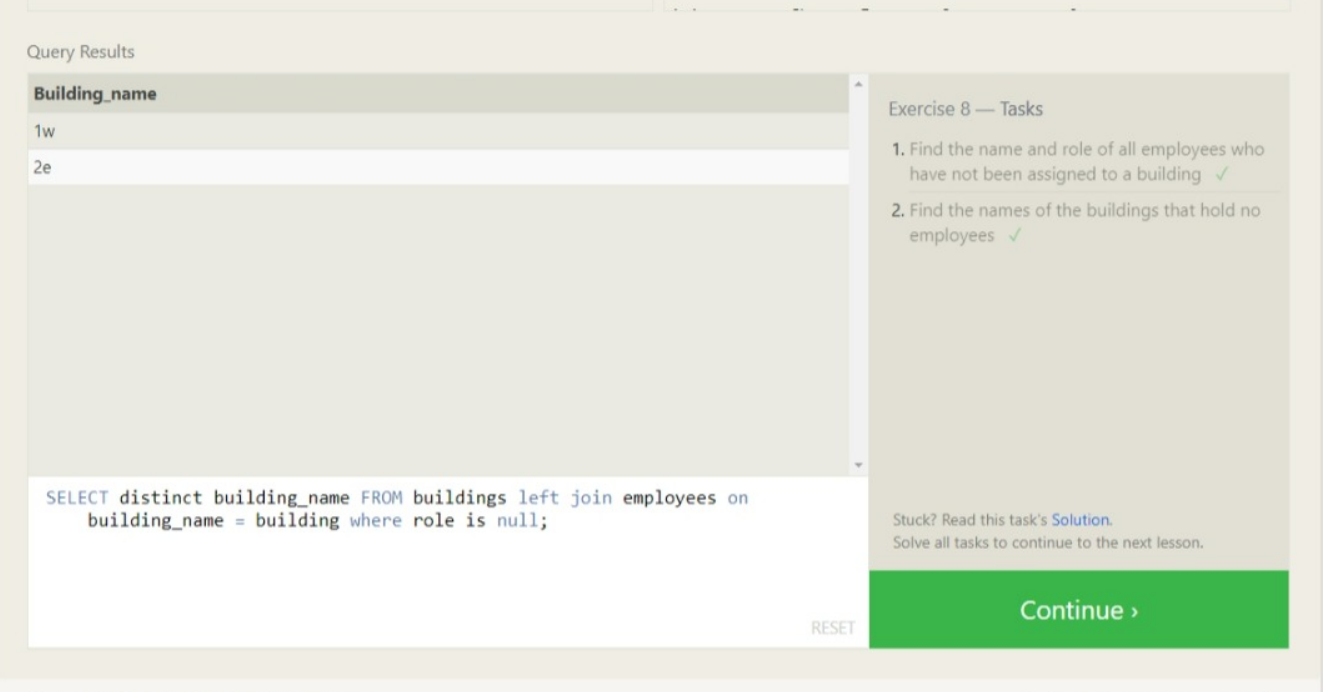 Query Results
Building_name
1w
2e
SELECT distinct building_name FROM buildings left join employees on
building_name = building where role is null;
RESET
Exercise 8 — Tasks
1. Find the name and role of all employees who
have not been assigned to a building ✓
2. Find the names of the buildings that hold no
employees ✓
Stuck? Read this task's Solution.
Solve all tasks to continue to the next lesson.
Continue ›